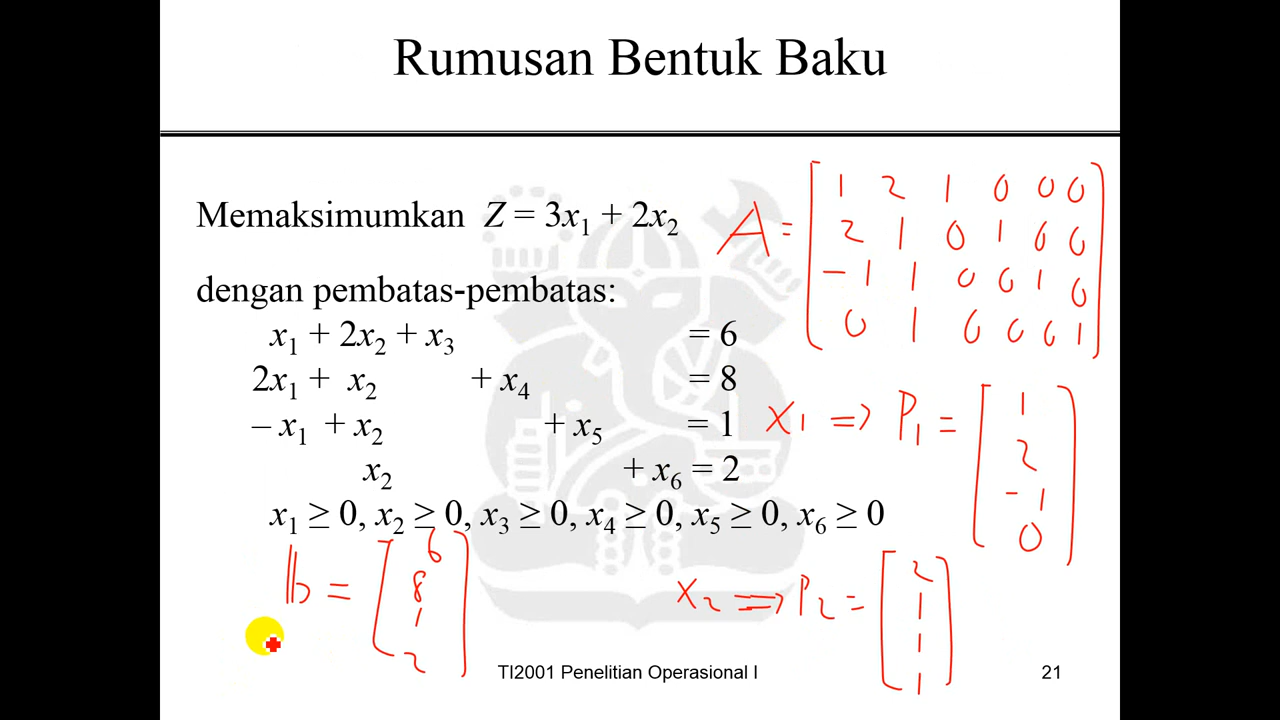 Rumusan Bentuk Baku
Memaksimumkan Z = 3x₁ + 2x₂
dengan pembatas-pembatas:
x₁ + 2x₂ + x₃ = 6
2x₁ + x₂ + x₄ = 8
– x₁ + x₂ + x₅ = 1
x₂ + x₆ = 2
x₁ ≥ 0, x₂ ≥ 0, x₃ ≥ 0, x₄ ≥ 0, x₅ ≥ 0, x₆ ≥ 0
A =
1 2 1 0 0 0
2 1 0 1 0 0
-1 1 0 0 1 0
0 1 0 0 0 1
x₁ ⇒ P₁ =
1
2
-1
0
b =
6
8
1
2
x₂ ⇒ P₂ =
2
1
1
1
TI2001 Penelitian Operasional I
21